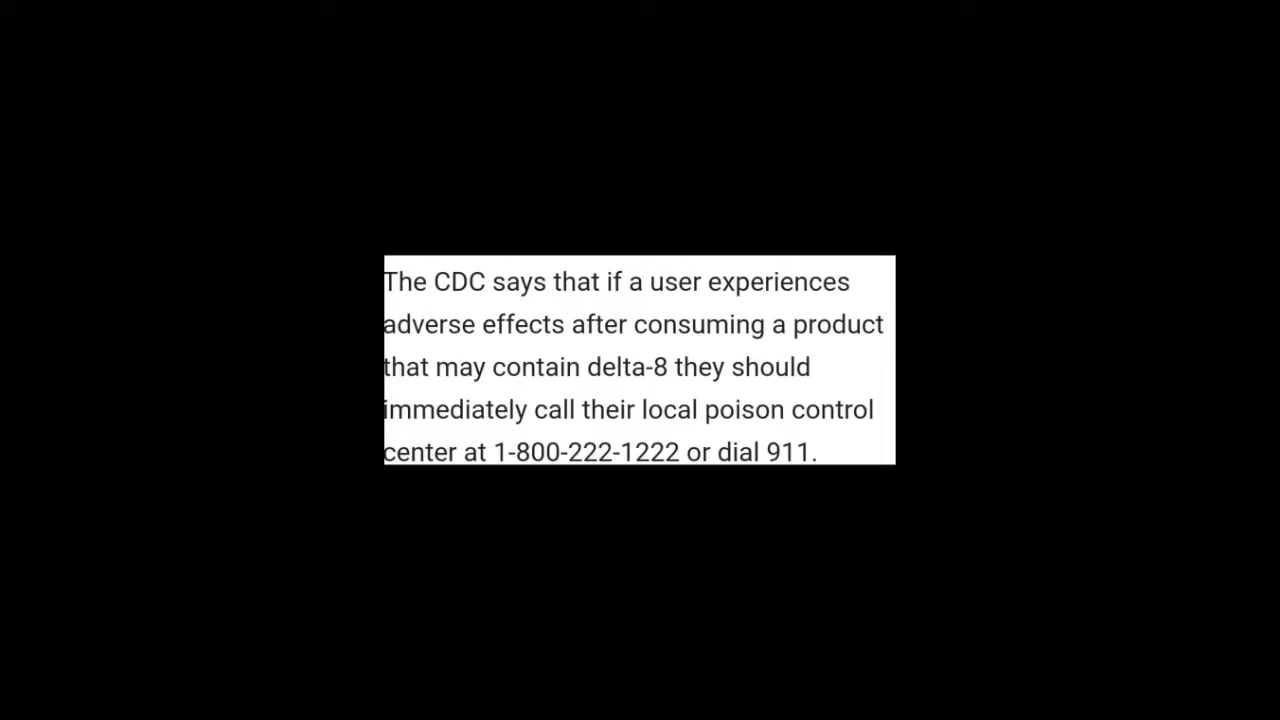 The CDC says that if a user experiences
adverse effects after consuming a product
that may contain delta-8 they should
immediately call their local poison control
center at 1-800-222-1222 or dial 911.